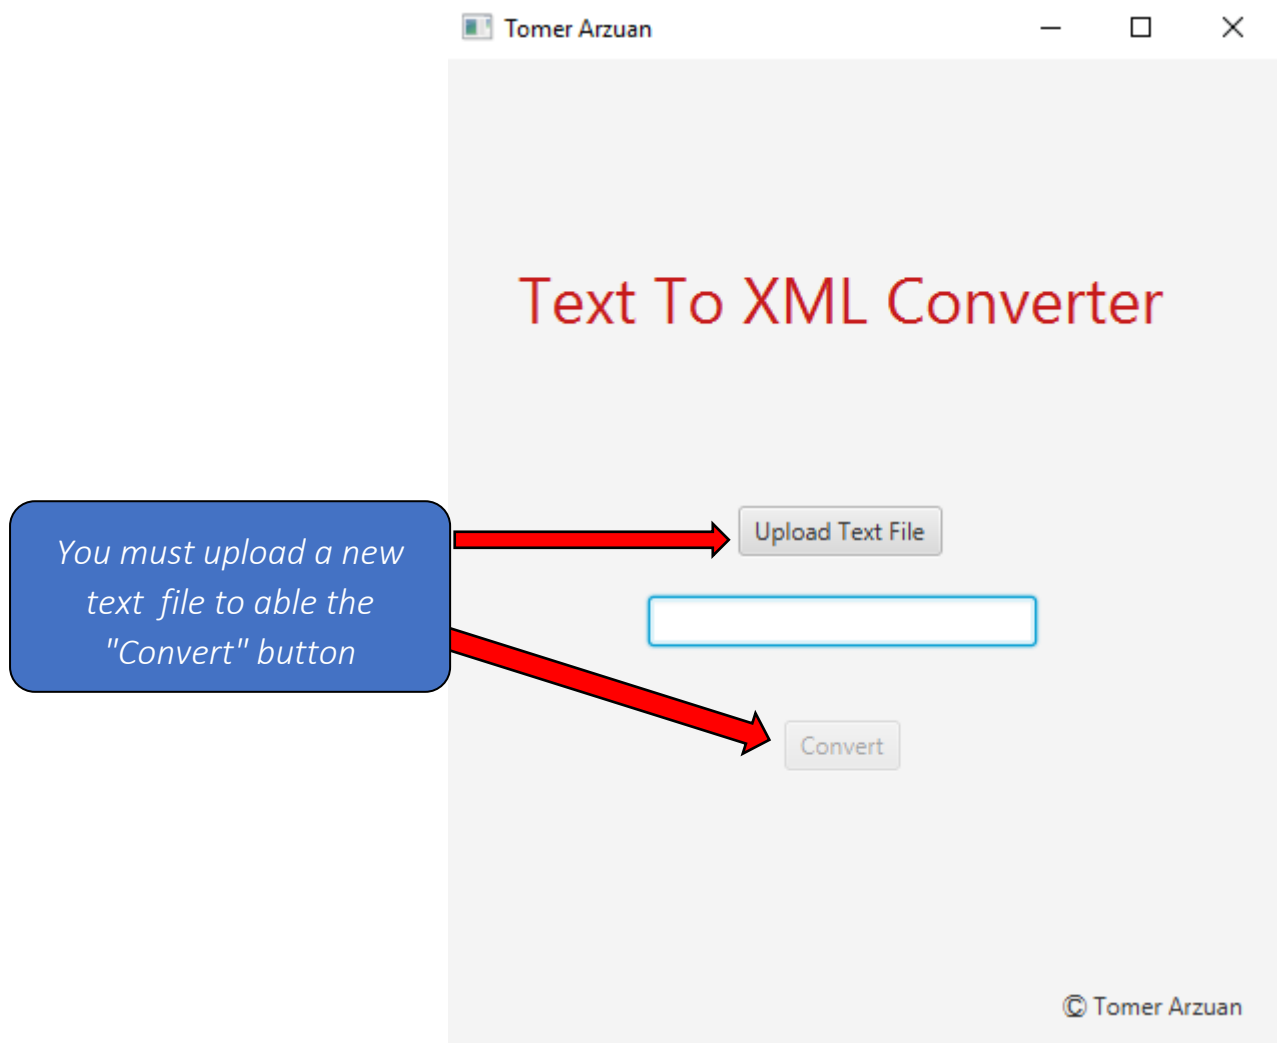 Tomer Arzuan
Text To XML Converter
Upload Text File
You must upload a new
text  file to able the
"Convert" button
Convert
© Tomer Arzuan